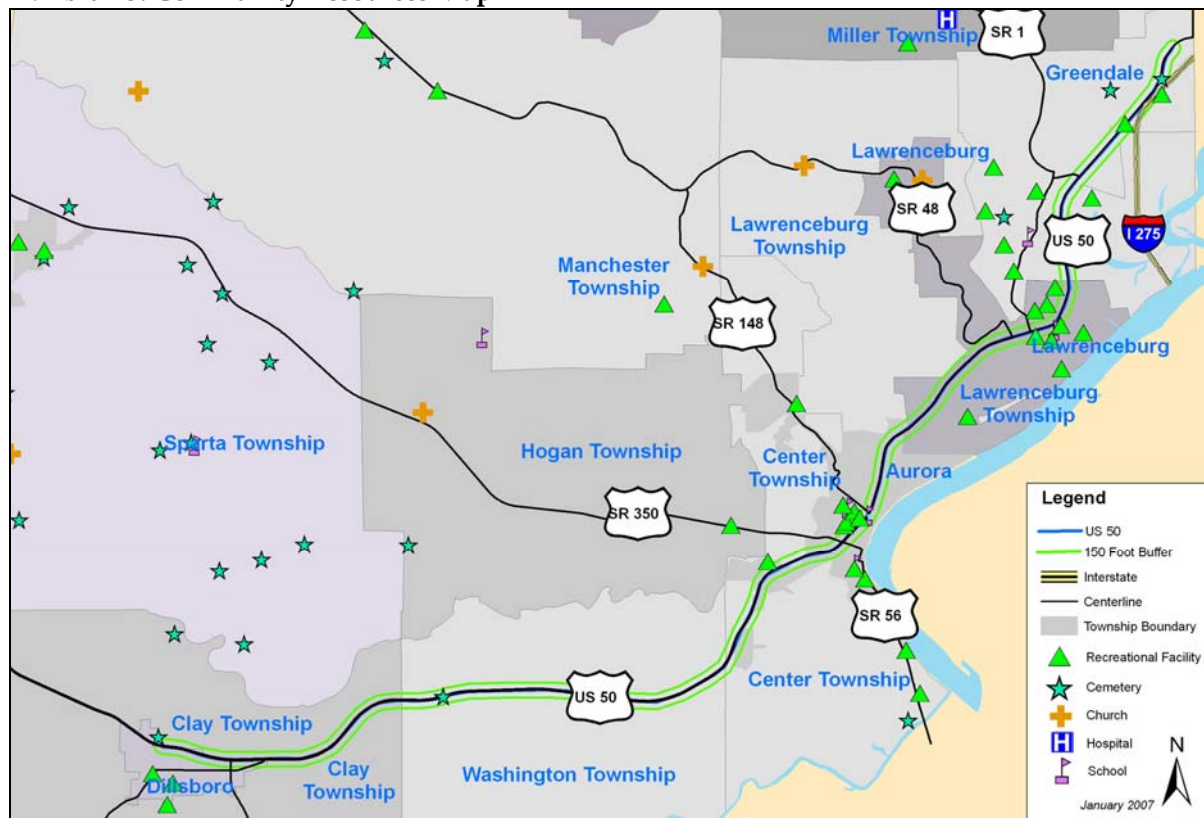 H
SR 1
Miller Township
Greendale
Lawrenceburg
SR 48
Lawrenceburg
Township
US 50
I 275
Manchester
Township
SR 148
Lawrenceburg
Lawrenceburg
Township
Sparta Township
Hogan Township
Center
Township
Aurora
SR 350
SR 56
Center Township
US 50
Clay Township
Clay
Township
Washington Township
Dillsboro
Legend
US 50
150 Foot Buffer
Interstate
Centerline
Township Boundary
Recreational Facility
Cemetery
Church
H
Hospital
School
N
January 2007